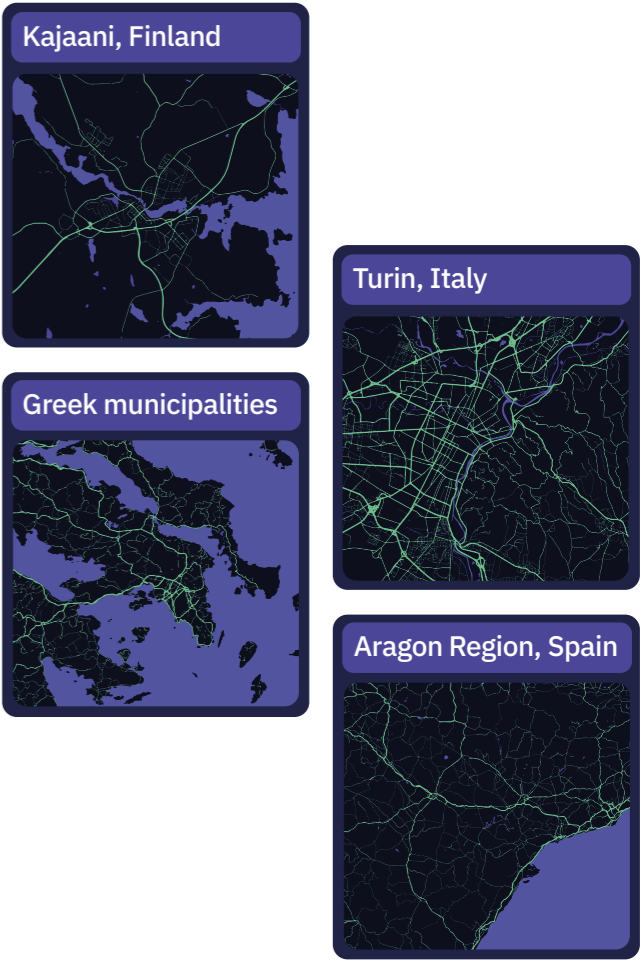 Kajaani, Finland
Greek municipalities
Turin, Italy
Aragon Region, Spain